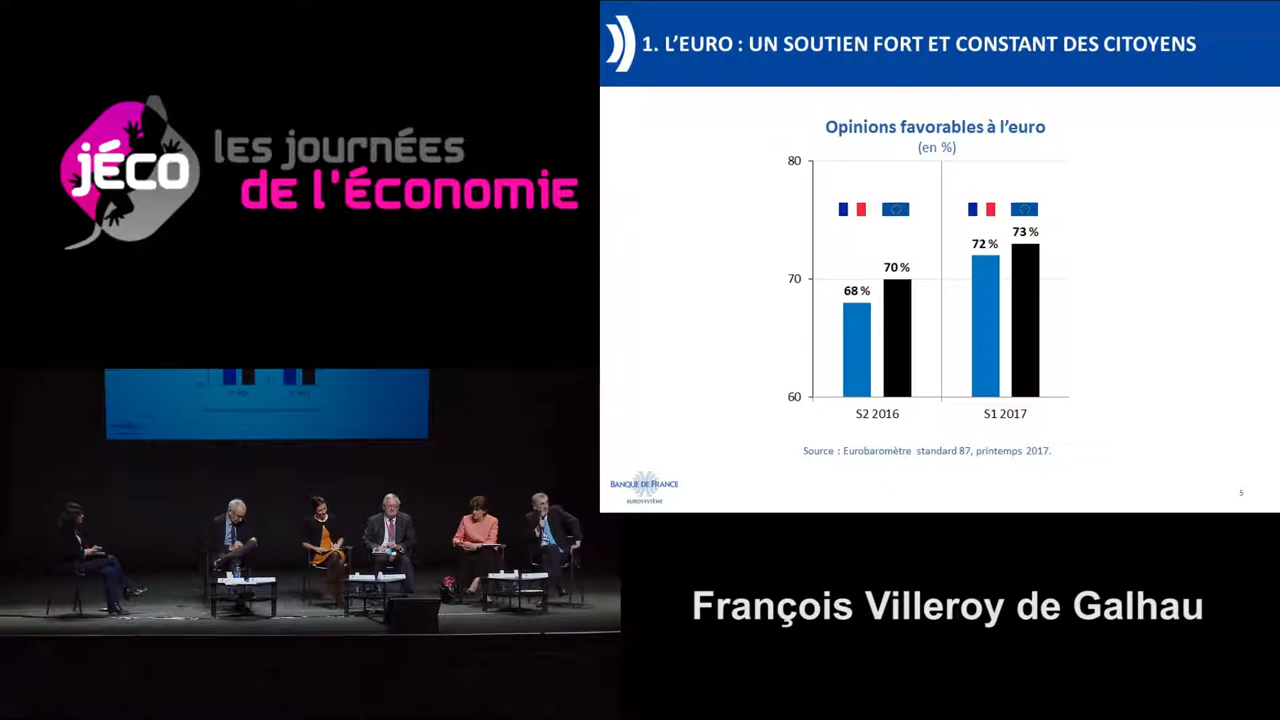 jéco
les journées
de l'économie
1. L'EURO : UN SOUTIEN FORT ET CONSTANT DES CITOYENS
Opinions favorables à l'euro
(en %)
80
70
60
68 %
70 %
72 %
73 %
S2 2016
S1 2017
Source : Eurobaromètre standard 87, printemps 2017.
BANQUE DE FRANCE
EUROSYSTÈME
5
François Villeroy de Galhau